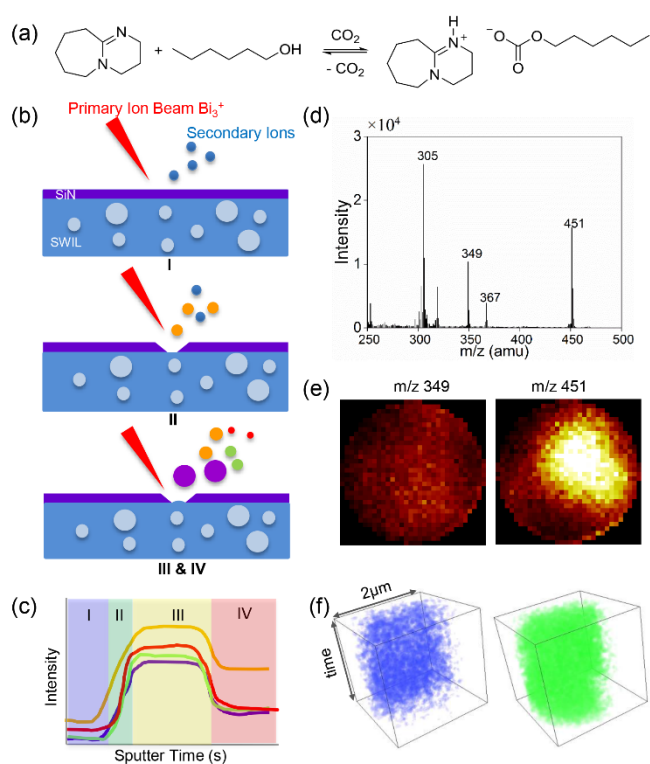 (a)
N
N
+
OH
CO2
- CO2
H
N
+
N
−
O
O
O
(b)
Primary Ion Beam Bi3+
Secondary Ions
SiN
SWIL
I
II
III & IV
(c)
I
II
III
IV
Intensity
Sputter Time (s)
(d)
×10⁴
3
2
1
0
Intensity
305
349
367
451
250
300
350
400
450
500
m/z (amu)
(e)
m/z 349
m/z 451
(f)
2μm
time